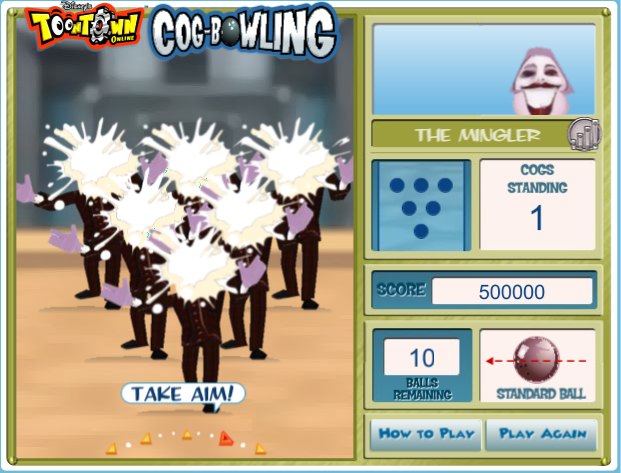 Disney's
TOONTOWN
ONLINE
COG-BOWLING
THE MINGLER
COGS
STANDING
1
SCORE
500000
10
BALLS
REMAINING
STANDARD BALL
TAKE AIM!
HOW TO PLAY
PLAY AGAIN